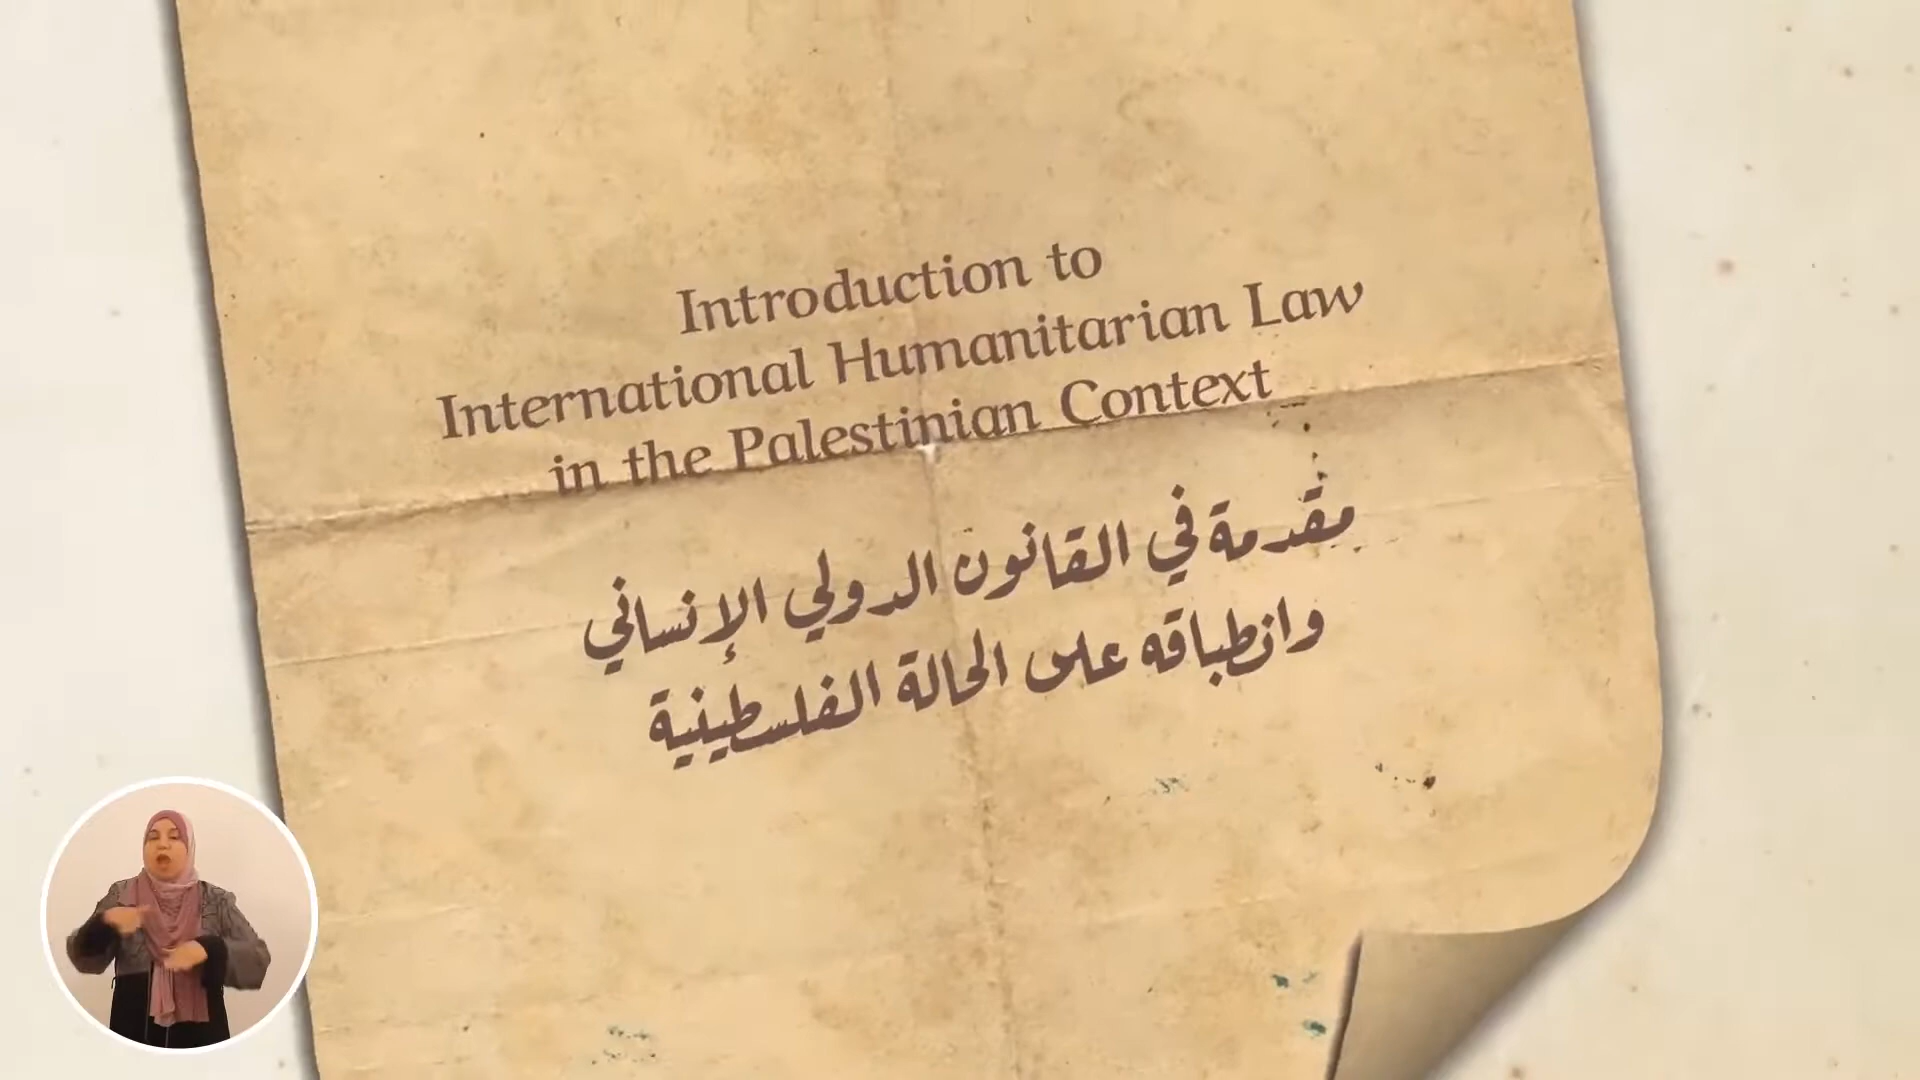 Introduction to
International Humanitarian Law
in the Palestinian Context
مقدمة في القانون الدولي الإنساني
وانطباقه على الحالة الفلسطينية